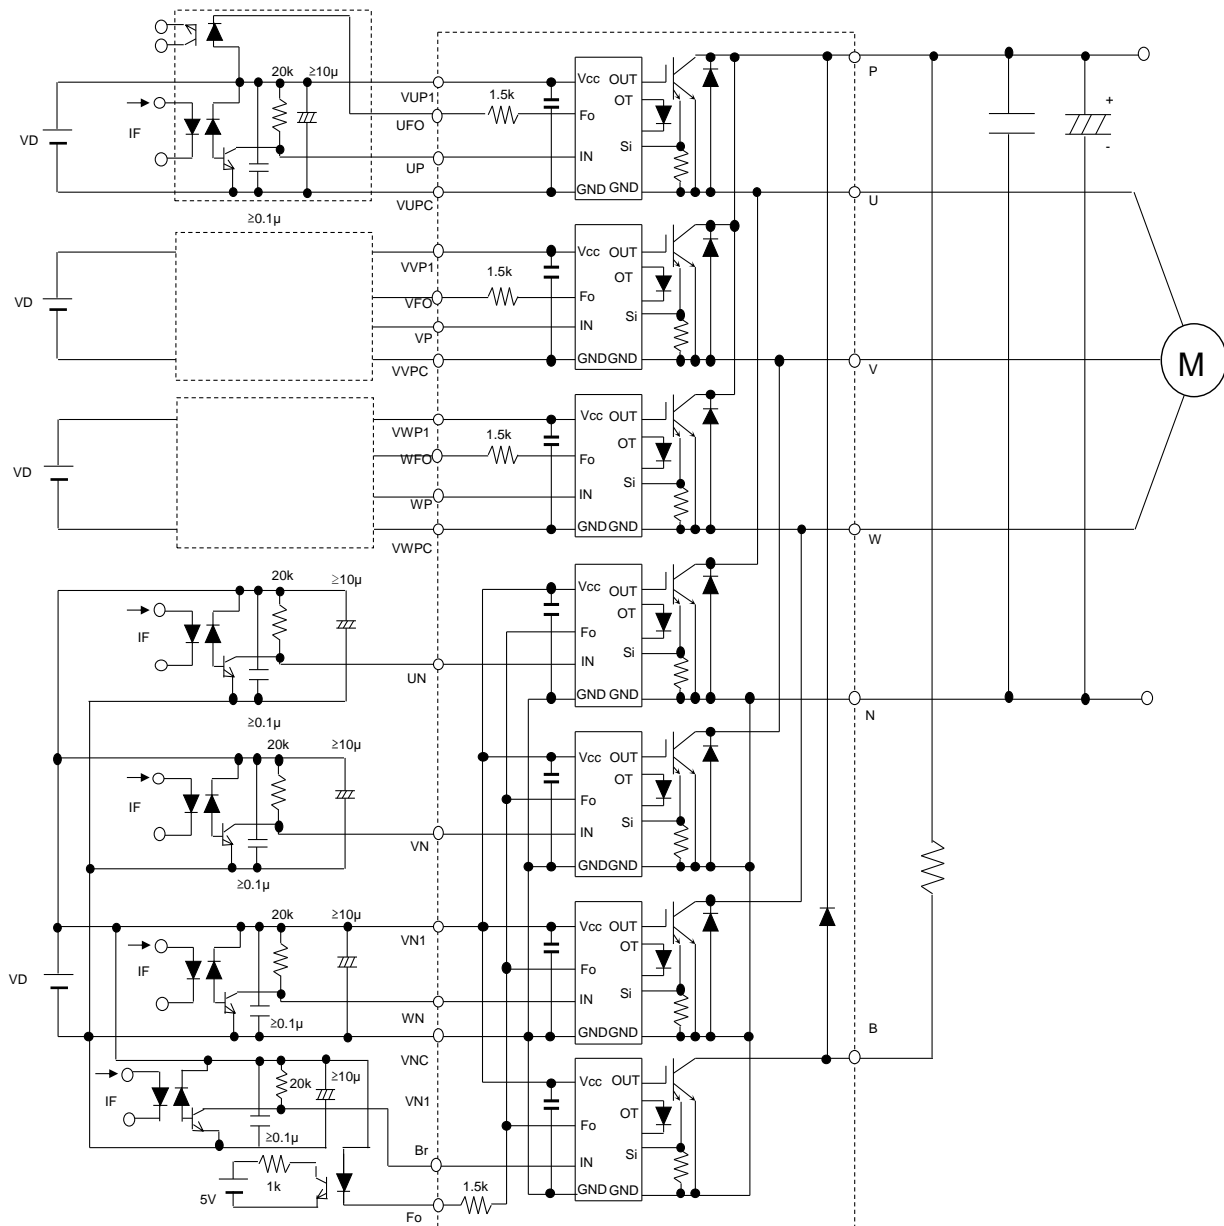 20k
≥10μ
VUP1
1.5k
Vcc
OUT
P
OT
+
IF
UFO
Fo
VD
Si
-
UP
IN
VUPC
GND
GND
U
≥0.1μ
VVP1
1.5k
Vcc
OUT
OT
VD
VFO
Fo
Si
VP
IN
VVPC
GND
GND
V
M
VWP1
1.5k
Vcc
OUT
OT
VD
WFO
Fo
Si
WP
IN
VWPC
GND
GND
W
20k
≥10μ
Vcc
OUT
OT
IF
Fo
Si
UN
IN
GND
GND
N
≥0.1μ
20k
≥10μ
Vcc
OUT
OT
IF
Fo
Si
VN
IN
GND
GND
≥0.1μ
20k
≥10μ
VN1
Vcc
OUT
OT
IF
Fo
VD
Si
WN
IN
≥0.1μ
GND
GND
B
VNC
≥10μ
20k
IF
VN1
Vcc
OUT
OT
Fo
≥0.1μ
Si
Br
IN
5V
1k
1.5k
GND
GND
Fo